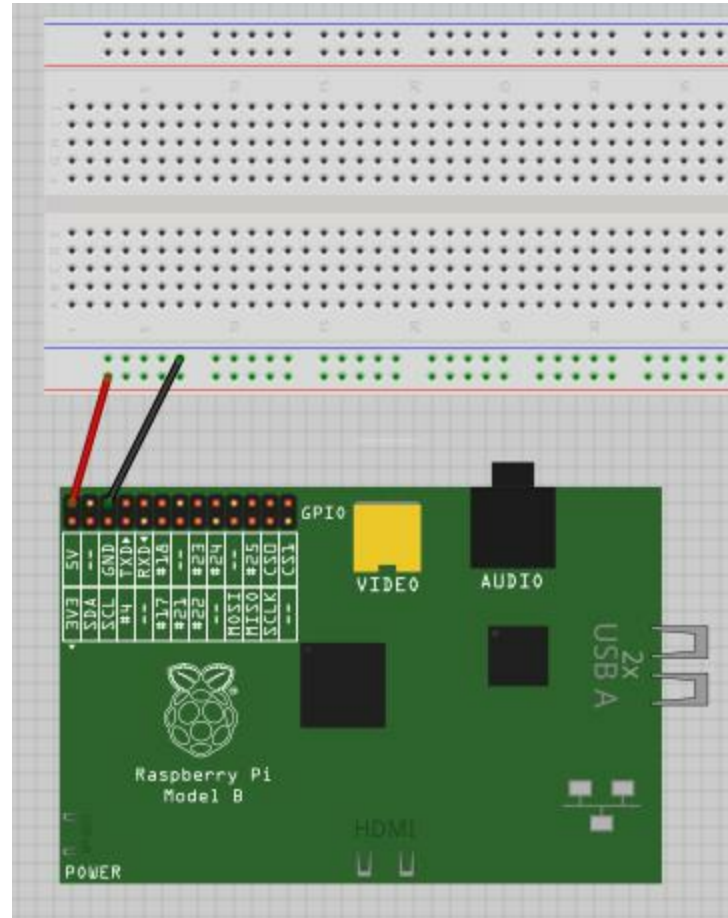 GPIO
5V -- GND TXD▸ RXD◂ #18 -- #23 #24 -- #25 CS0 CS1
3V3 SDA SCL #4 -- #17 #21 #22 -- MOSI MISO SCLK --
VIDEO
AUDIO
2x
USB A
Raspberry Pi
Model B
HDMI
POWER